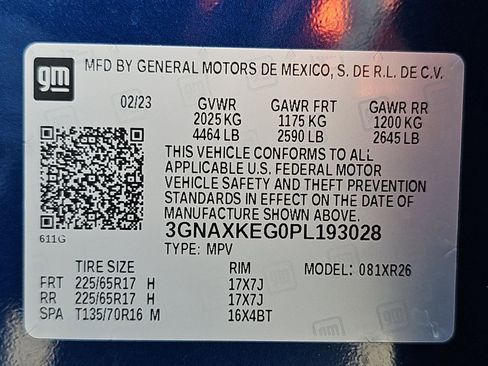 gm MFD BY GENERAL MOTORS DE MEXICO, S. DE R.L. DE C.V.
02/23 GVWR GAWR FRT GAWR RR
2025 KG 1175 KG 1200 KG
4464 LB 2590 LB 2645 LB
THIS VEHICLE CONFORMS TO ALL
APPLICABLE U.S. FEDERAL MOTOR
VEHICLE SAFETY AND THEFT PREVENTION
STANDARDS IN EFFECT ON THE DATE OF
MANUFACTURE SHOWN ABOVE.
3GNAXKEG0PL193028
611G
TYPE: MPV
TIRE SIZE RIM MODEL: 081XR26
FRT 225/65R17 H 17X7J
RR 225/65R17 H 17X7J
SPA T135/70R16 M 16X4BT